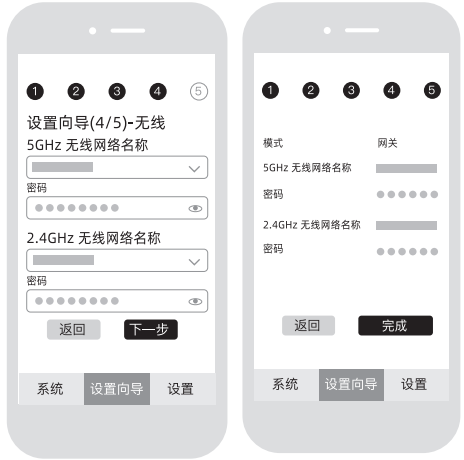 1 2 3 4 5
设置向导(4/5)-无线
5GHz 无线网络名称
密码
2.4GHz 无线网络名称
密码
返回 下一步
系统 设置向导 设置
1 2 3 4 5
模式 网关
5GHz 无线网络名称
密码
2.4GHz 无线网络名称
密码
返回 完成
系统 设置向导 设置